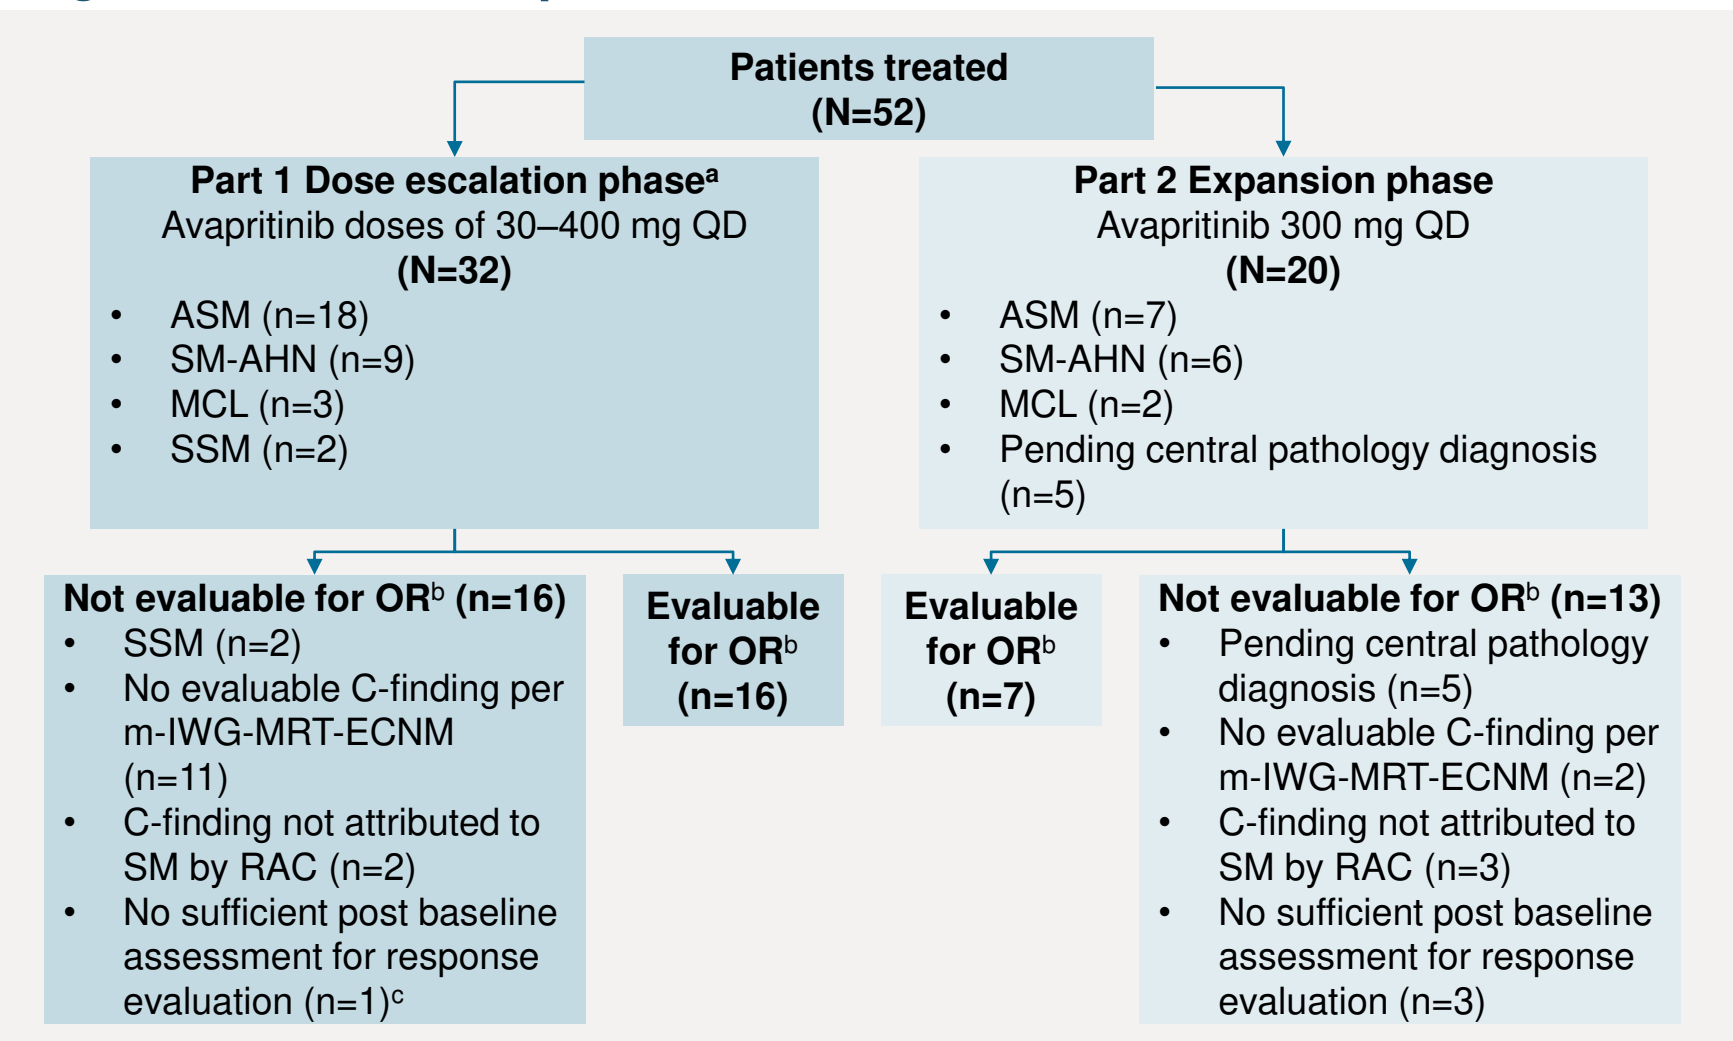 Patients treated
(N=52)
Part 1 Dose escalation phaseᵃ
Avapritinib doses of 30–400 mg QD
(N=32)
• ASM (n=18)
• SM-AHN (n=9)
• MCL (n=3)
• SSM (n=2)
Part 2 Expansion phase
Avapritinib 300 mg QD
(N=20)
• ASM (n=7)
• SM-AHN (n=6)
• MCL (n=2)
• Pending central pathology diagnosis
(n=5)
Not evaluable for ORᵇ (n=16)
• SSM (n=2)
• No evaluable C-finding per
m-IWG-MRT-ECNM
(n=11)
• C-finding not attributed to
SM by RAC (n=2)
• No sufficient post baseline
assessment for response
evaluation (n=1)ᶜ
Evaluable
for ORᵇ
(n=16)
Evaluable
for ORᵇ
(n=7)
Not evaluable for ORᵇ (n=13)
• Pending central pathology
diagnosis (n=5)
• No evaluable C-finding per
m-IWG-MRT-ECNM (n=2)
• C-finding not attributed to
SM by RAC (n=3)
• No sufficient post baseline
assessment for response
evaluation (n=3)